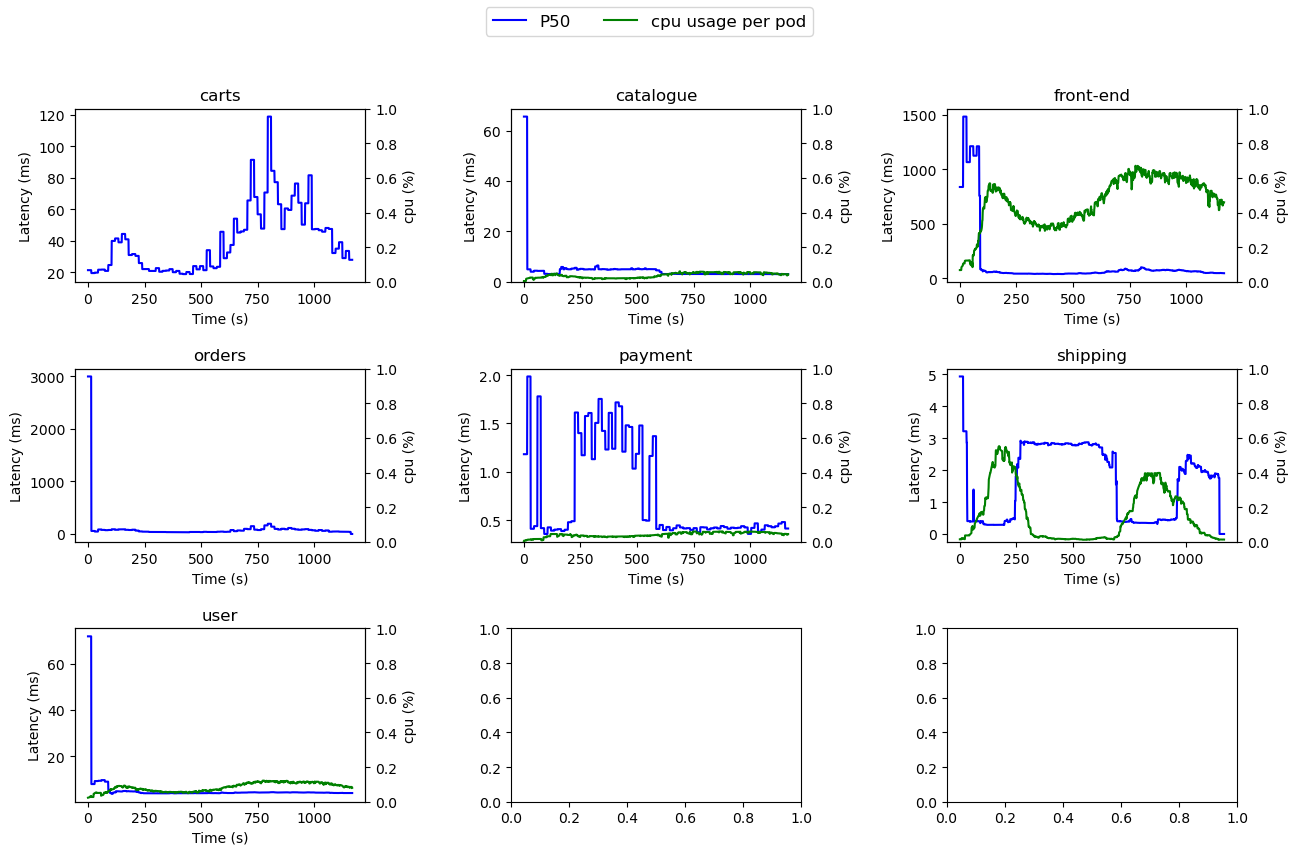 P50 cpu usage per pod
carts
120
100
80
60
40
20
Latency (ms)
1.0
0.8
0.6
0.4
0.2
0.0
cpu (%)
0 250 500 750 1000
Time (s)
catalogue
60
40
20
0
Latency (ms)
1.0
0.8
0.6
0.4
0.2
0.0
cpu (%)
0 250 500 750 1000
Time (s)
front-end
1500
1000
500
0
Latency (ms)
1.0
0.8
0.6
0.4
0.2
0.0
cpu (%)
0 250 500 750 1000
Time (s)
orders
3000
2000
1000
0
Latency (ms)
1.0
0.8
0.6
0.4
0.2
0.0
cpu (%)
0 250 500 750 1000
Time (s)
payment
2.0
1.5
1.0
0.5
Latency (ms)
1.0
0.8
0.6
0.4
0.2
0.0
cpu (%)
0 250 500 750 1000
Time (s)
shipping
5
4
3
2
1
0
Latency (ms)
1.0
0.8
0.6
0.4
0.2
0.0
cpu (%)
0 250 500 750 1000
Time (s)
user
60
40
20
Latency (ms)
1.0
0.8
0.6
0.4
0.2
0.0
cpu (%)
0 250 500 750 1000
Time (s)
1.0
0.8
0.6
0.4
0.2
0.0
0.0 0.2 0.4 0.6 0.8 1.0
1.0
0.8
0.6
0.4
0.2
0.0
0.0 0.2 0.4 0.6 0.8 1.0